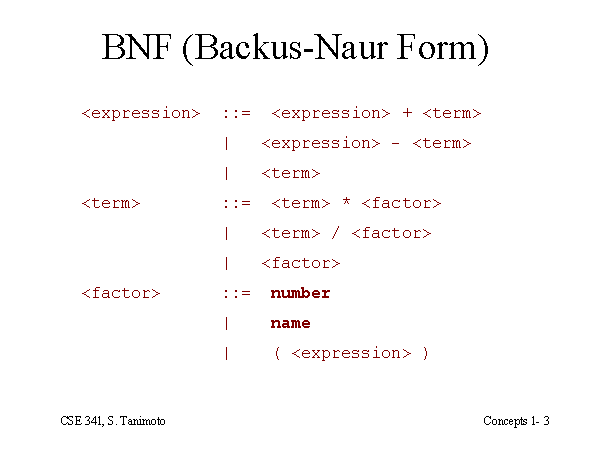 BNF (Backus-Naur Form)
<expression> ::= <expression> + <term>
| <expression> - <term>
| <term>
<term> ::= <term> * <factor>
| <term> / <factor>
| <factor>
<factor> ::= number
| name
| ( <expression> )
CSE 341, S. Tanimoto Concepts 1- 3